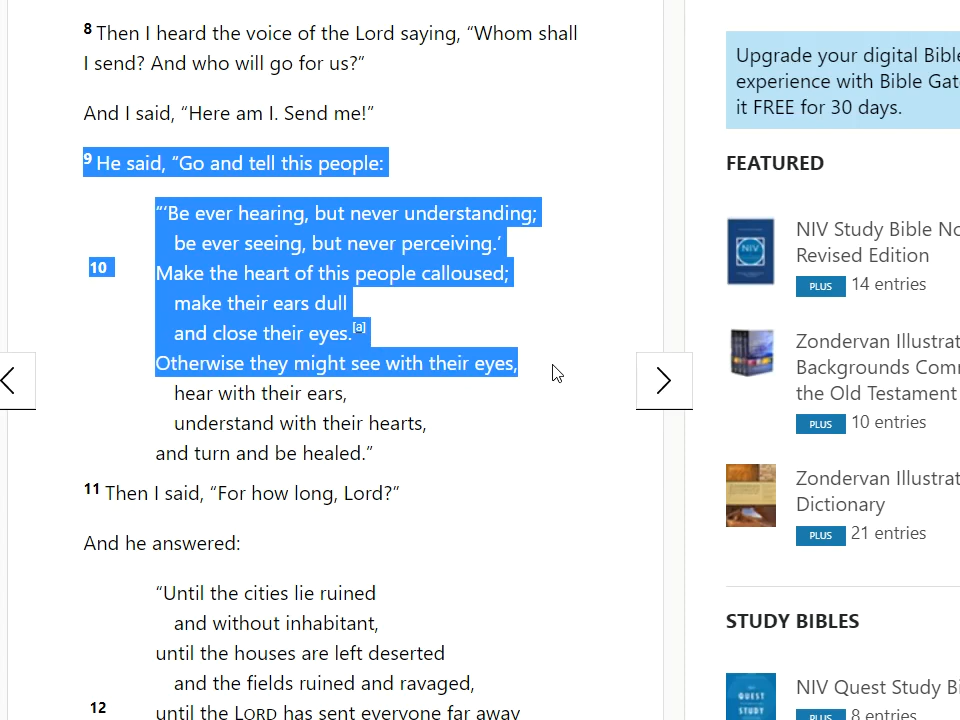 8 Then I heard the voice of the Lord saying, “Whom shall
I send? And who will go for us?”
And I said, “Here am I. Send me!”
9 He said, “Go and tell this people:
“‘Be ever hearing, but never understanding;
be ever seeing, but never perceiving.’
10 Make the heart of this people calloused;
make their ears dull
and close their eyes.[a]
Otherwise they might see with their eyes,
hear with their ears,
understand with their hearts,
and turn and be healed.”
11 Then I said, “For how long, Lord?”
And he answered:
“Until the cities lie ruined
and without inhabitant,
until the houses are left deserted
and the fields ruined and ravaged,
12 until the LORD has sent everyone far away
Upgrade your digital Bible
experience with Bible Gat
it FREE for 30 days.
FEATURED
NIV Study Bible No
Revised Edition
PLUS 14 entries
Zondervan Illustrat
Backgrounds Com
the Old Testament
PLUS 10 entries
Zondervan Illustrat
Dictionary
PLUS 21 entries
STUDY BIBLES
NIV Quest Study Bi
PLUS 8 entries
NIV
QUEST
STUDY